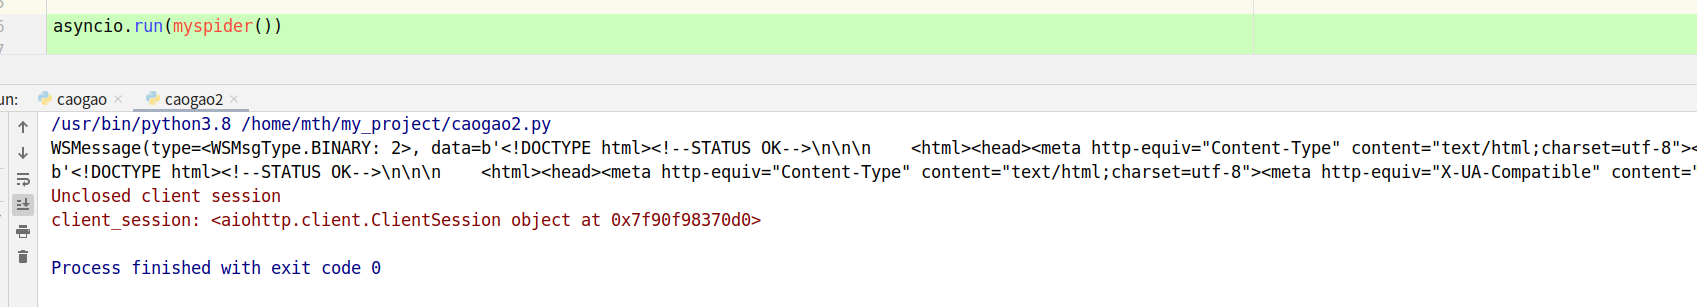 asyncio.run(myspider())
un: caogao caogao2
/usr/bin/python3.8 /home/mth/my_project/caogao2.py
WSMessage(type=<WSMsgType.BINARY: 2>, data=b'<!DOCTYPE html><!--STATUS OK-->\n\n\n    <html><head><meta http-equiv="Content-Type" content="text/html;charset=utf-8"><
b'<!DOCTYPE html><!--STATUS OK-->\n\n\n    <html><head><meta http-equiv="Content-Type" content="text/html;charset=utf-8"><meta http-equiv="X-UA-Compatible" content="
Unclosed client session
client_session: <aiohttp.client.ClientSession object at 0x7f90f98370d0>
Process finished with exit code 0